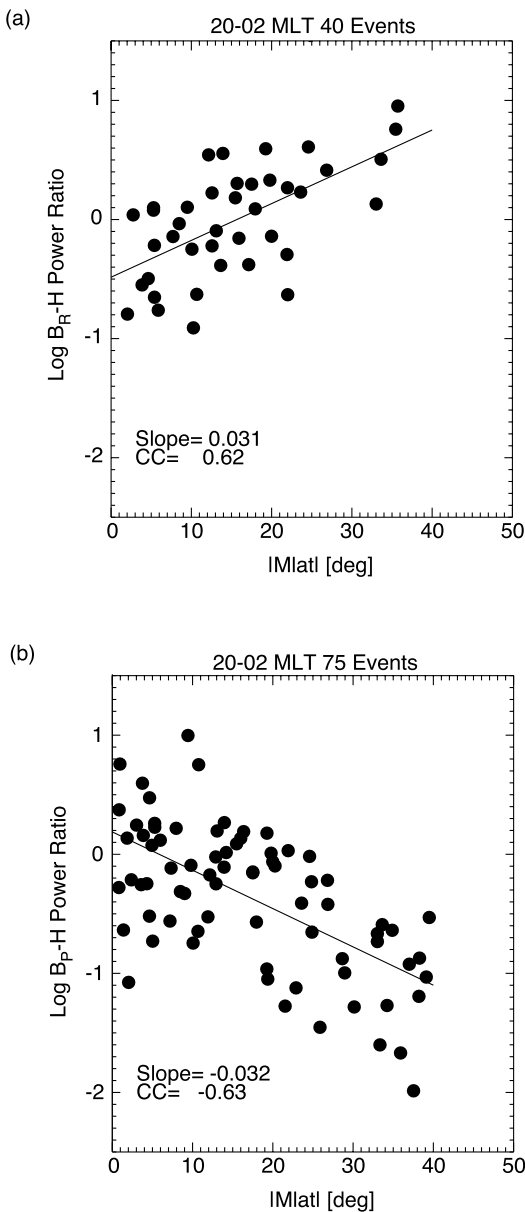 (a)
20-02 MLT 40 Events
1
0
-1
-2
Log BR-H Power Ratio
Slope= 0.031
CC= 0.62
0 10 20 30 40 50
|Mlat| [deg]
(b)
20-02 MLT 75 Events
1
0
-1
-2
Log BP-H Power Ratio
Slope= -0.032
CC= -0.63
0 10 20 30 40 50
|Mlat| [deg]